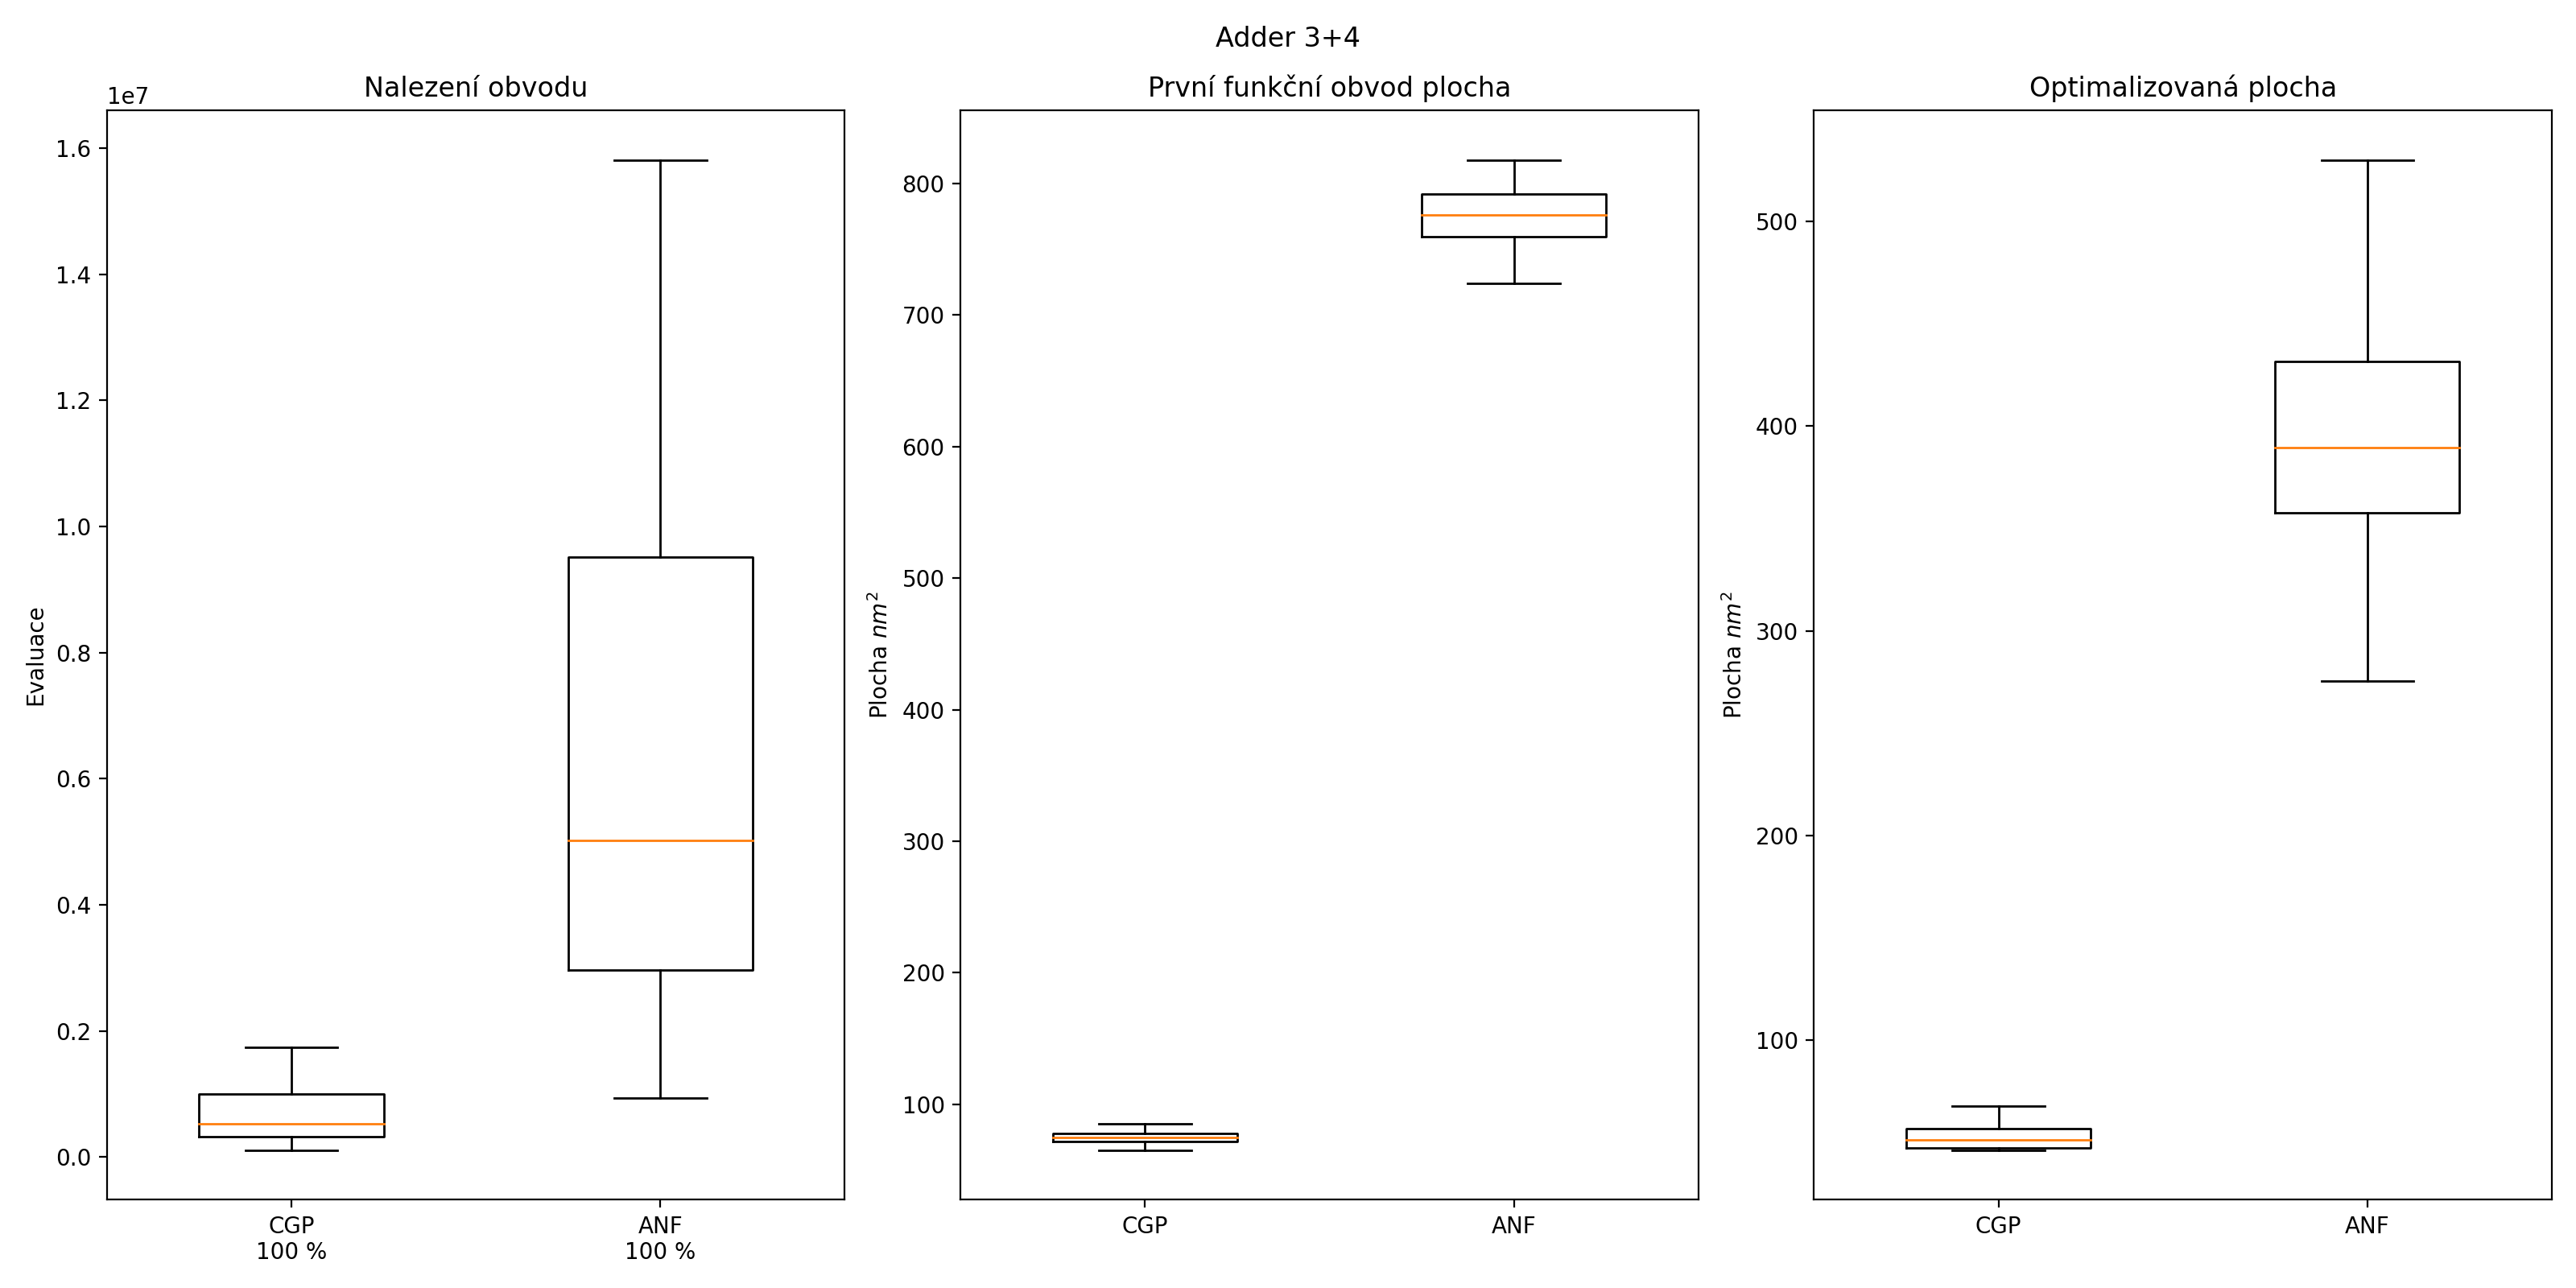 Adder 3+4
Nalezení obvodu
1e7
1.6
1.4
1.2
1.0
0.8
0.6
0.4
0.2
0.0
Evaluace
CGP
100 %
ANF
100 %
První funkční obvod plocha
800
700
600
500
400
300
200
100
Plocha nm²
CGP
ANF
Optimalizovaná plocha
500
400
300
200
100
Plocha nm²
CGP
ANF